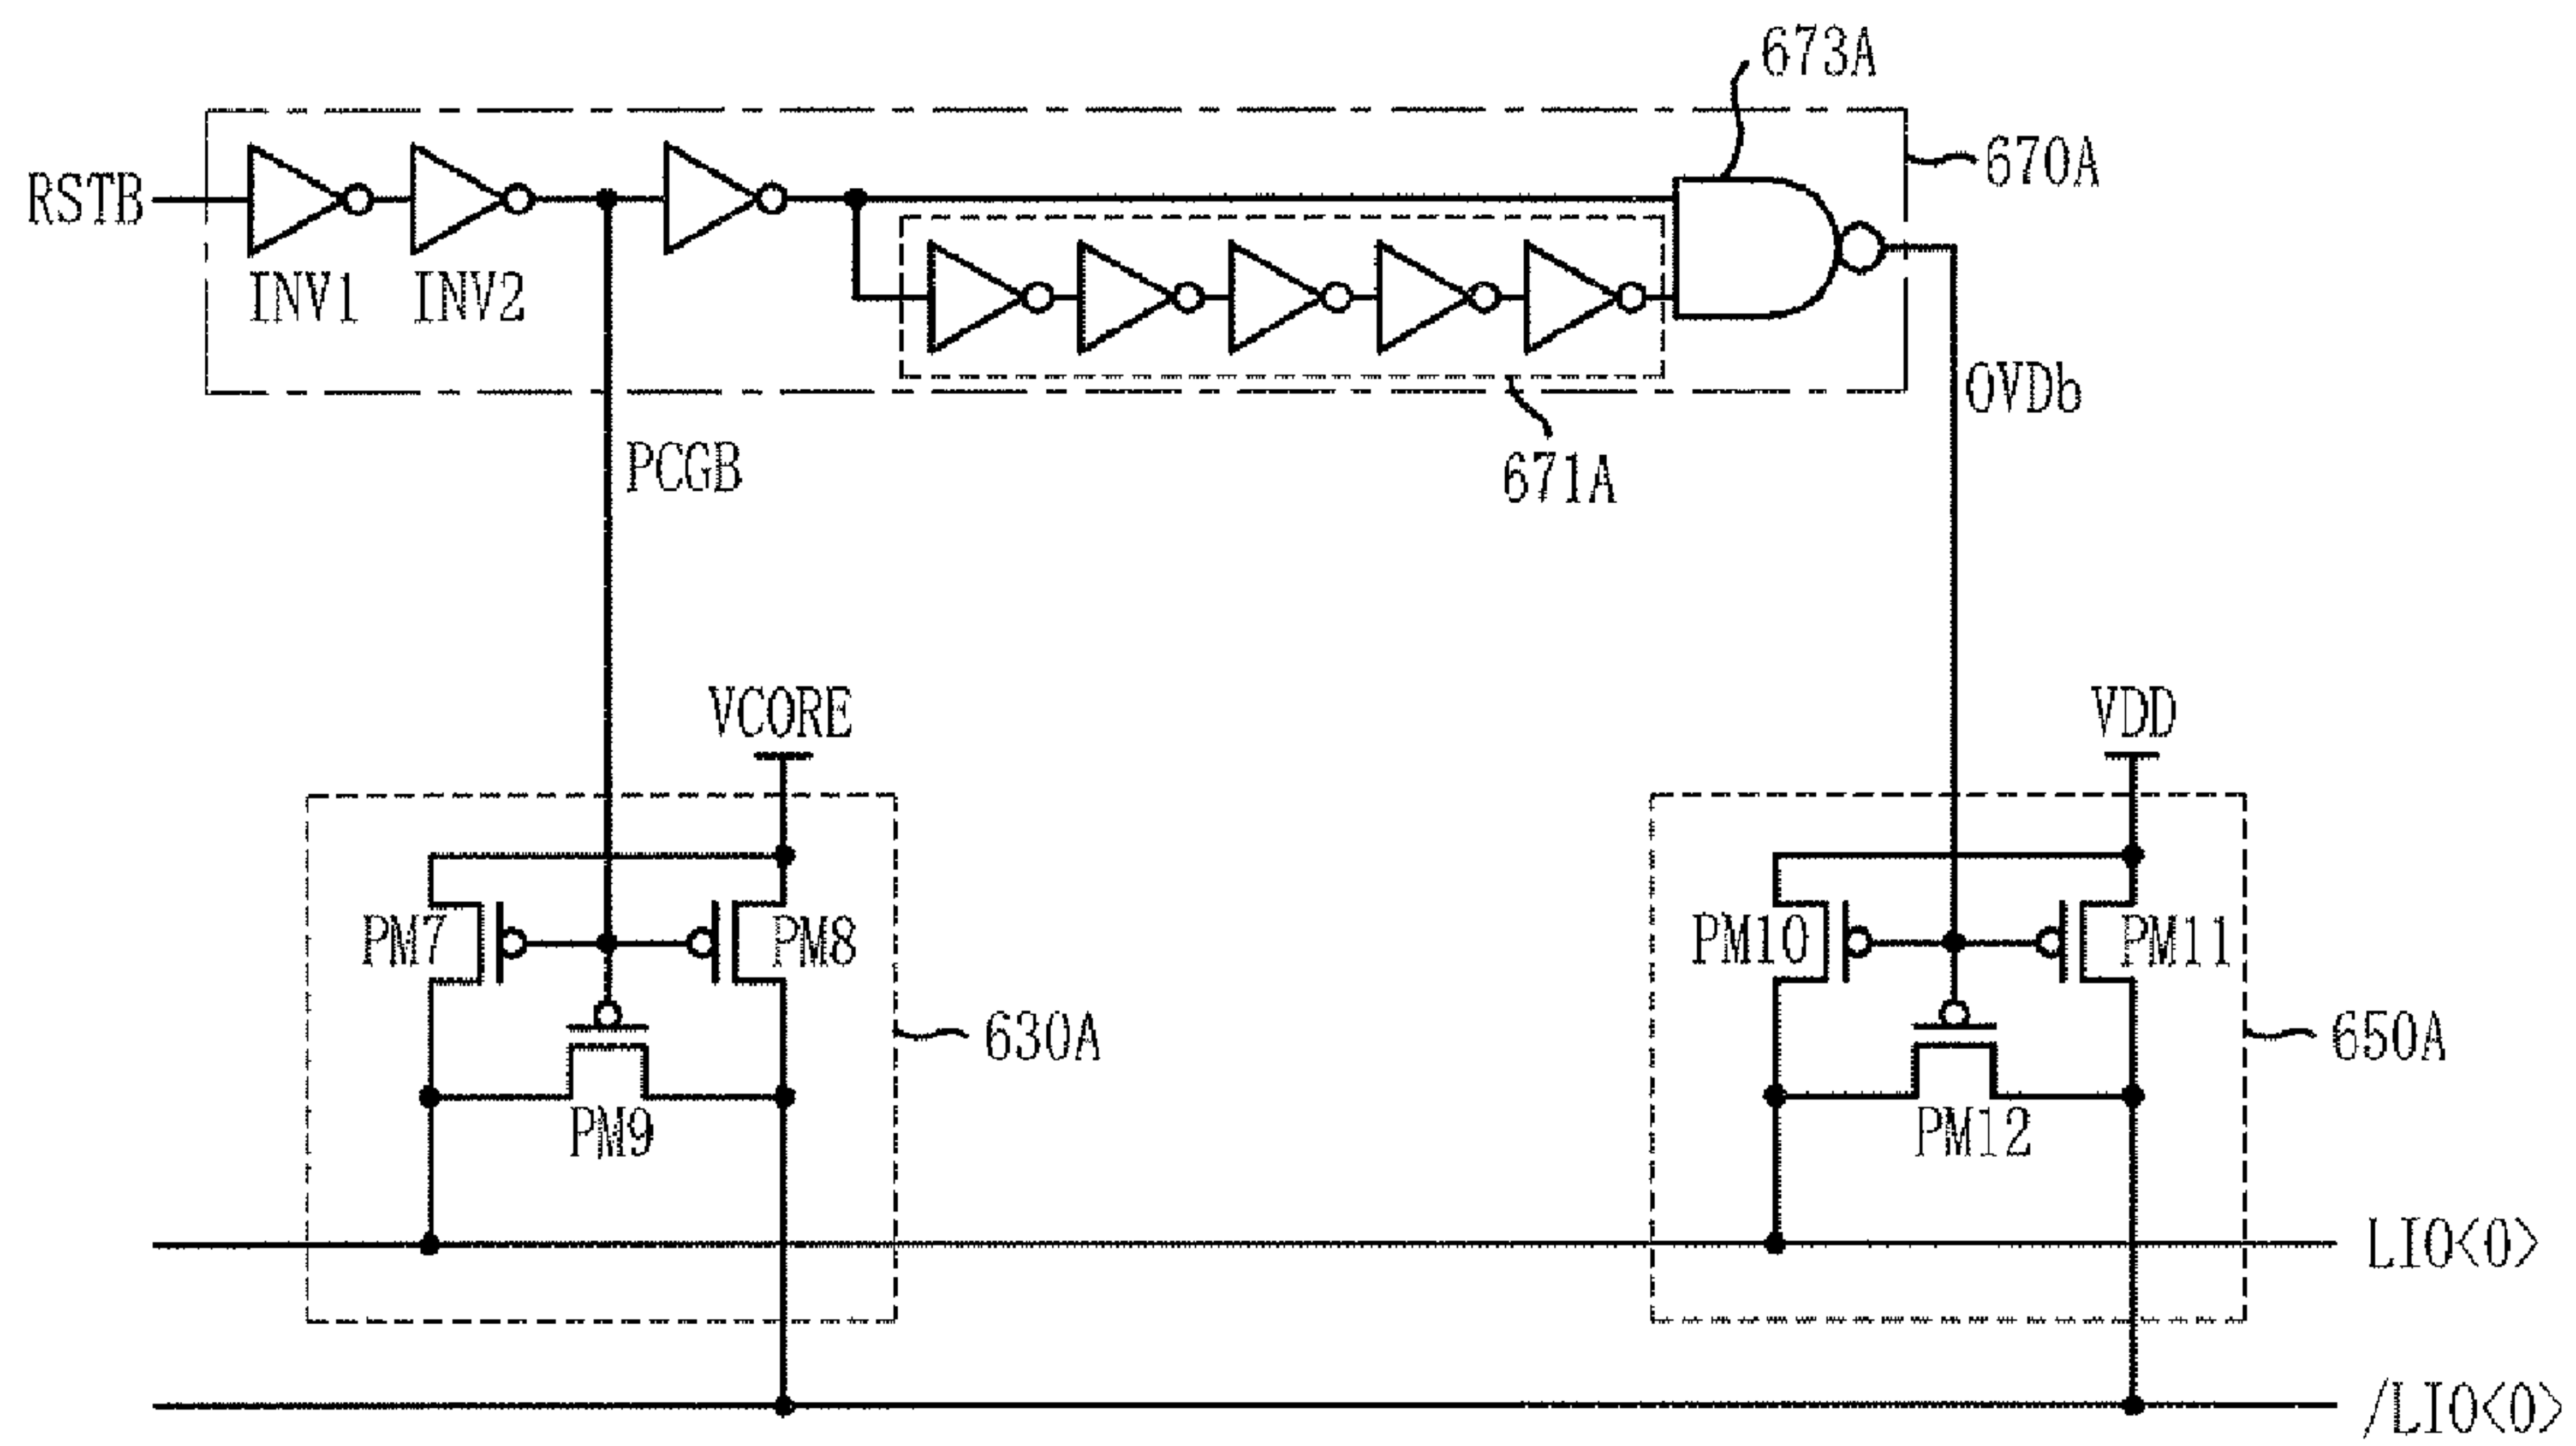 673A
670A
RSTB
INV1
INV2
OVDb
PCGB
671A
VCORE
VDD
PM7
PM8
PM10
PM11
630A
650A
PM9
PM12
LIO<0>
/LIO<0>